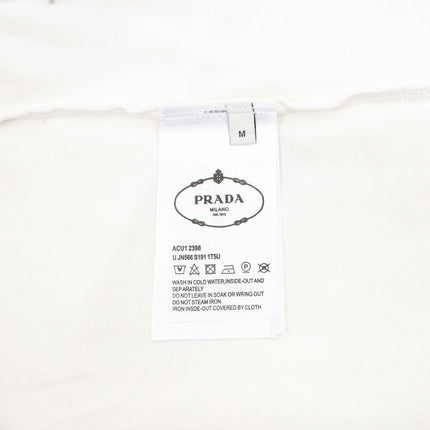 M
PRADA
MILANO
DAL 1913
ACU1 2398
U JN566 S191 1T5U
WASH IN COLD WATER,INSIDE-OUT AND
SEPARATELY
DO NOT LEAVE IN SOAK OR WRING OUT
DO NOT STEAM IRON
IRON INSIDE-OUT COVERED BY CLOTH